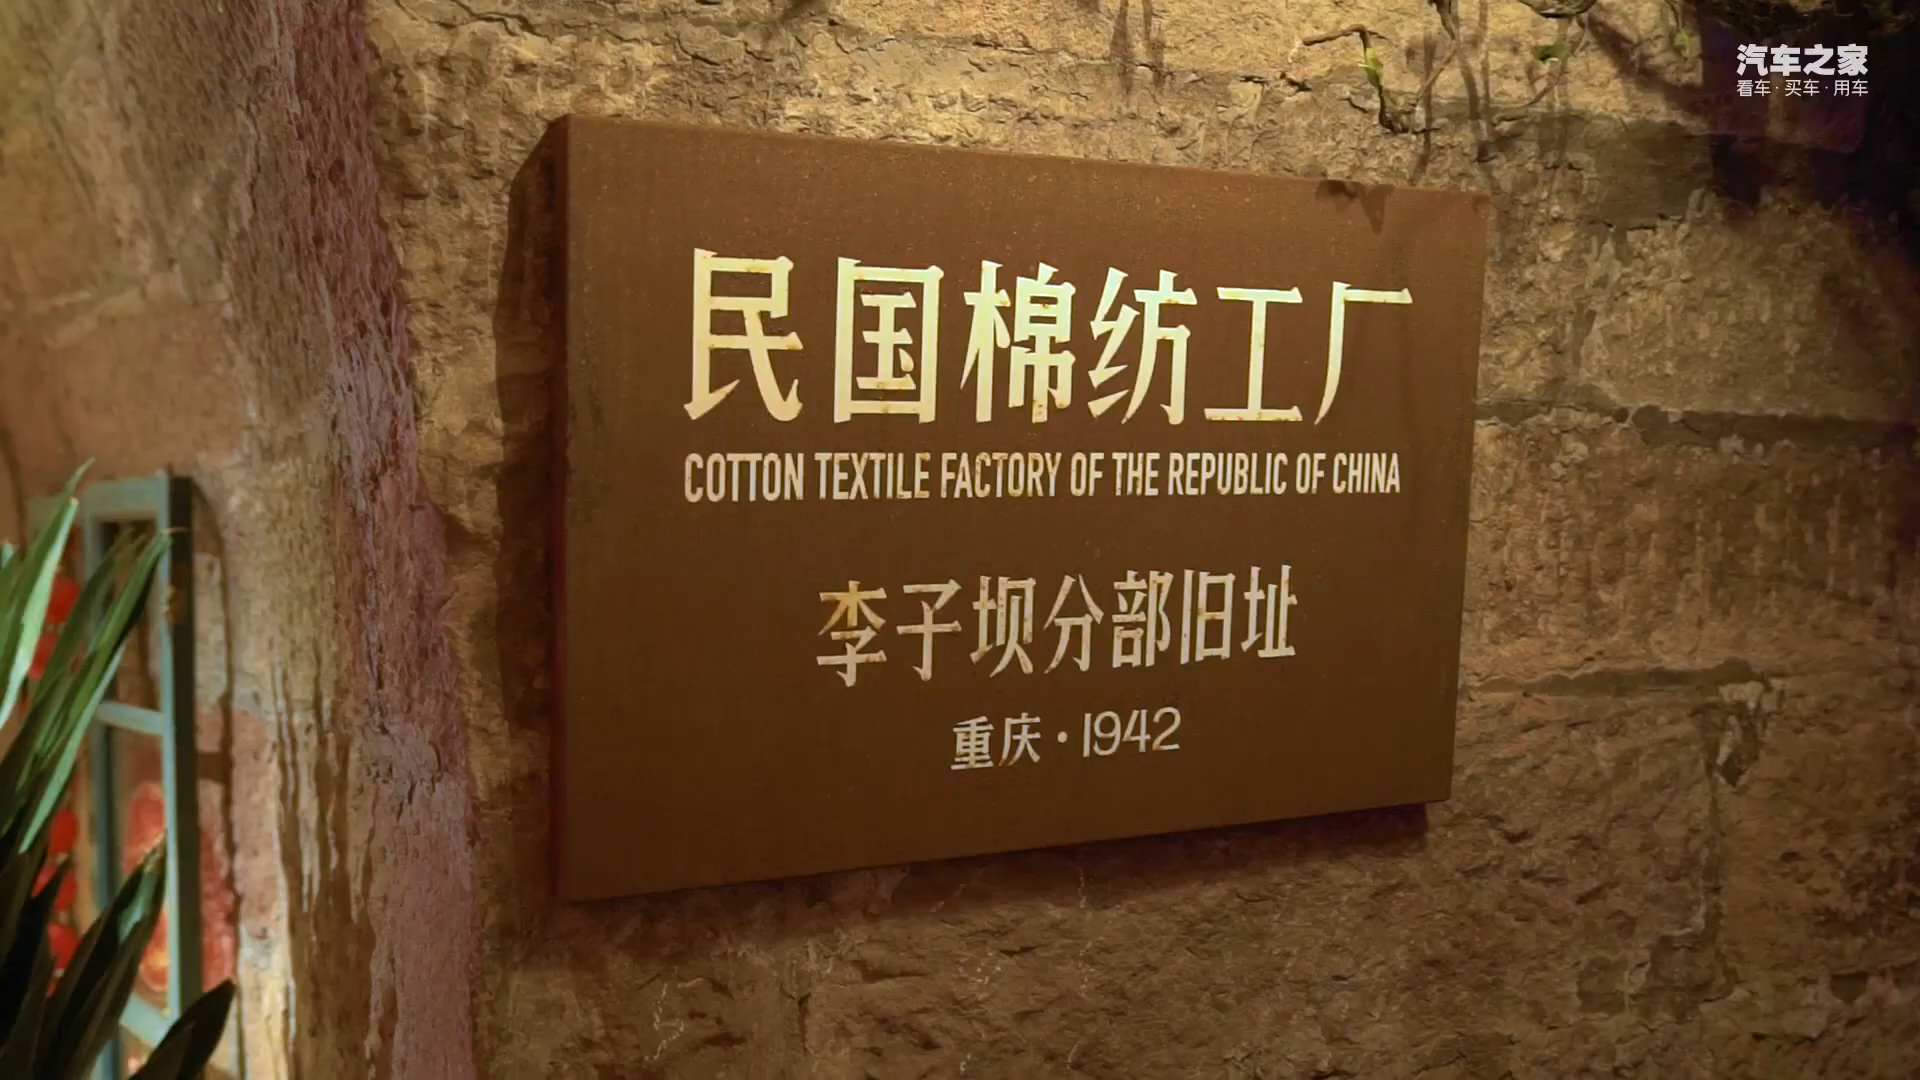 汽车之家
看车·买车·用车
民国棉纺工厂
COTTON TEXTILE FACTORY OF THE REPUBLIC OF CHINA
李子坝分部旧址
重庆·1942